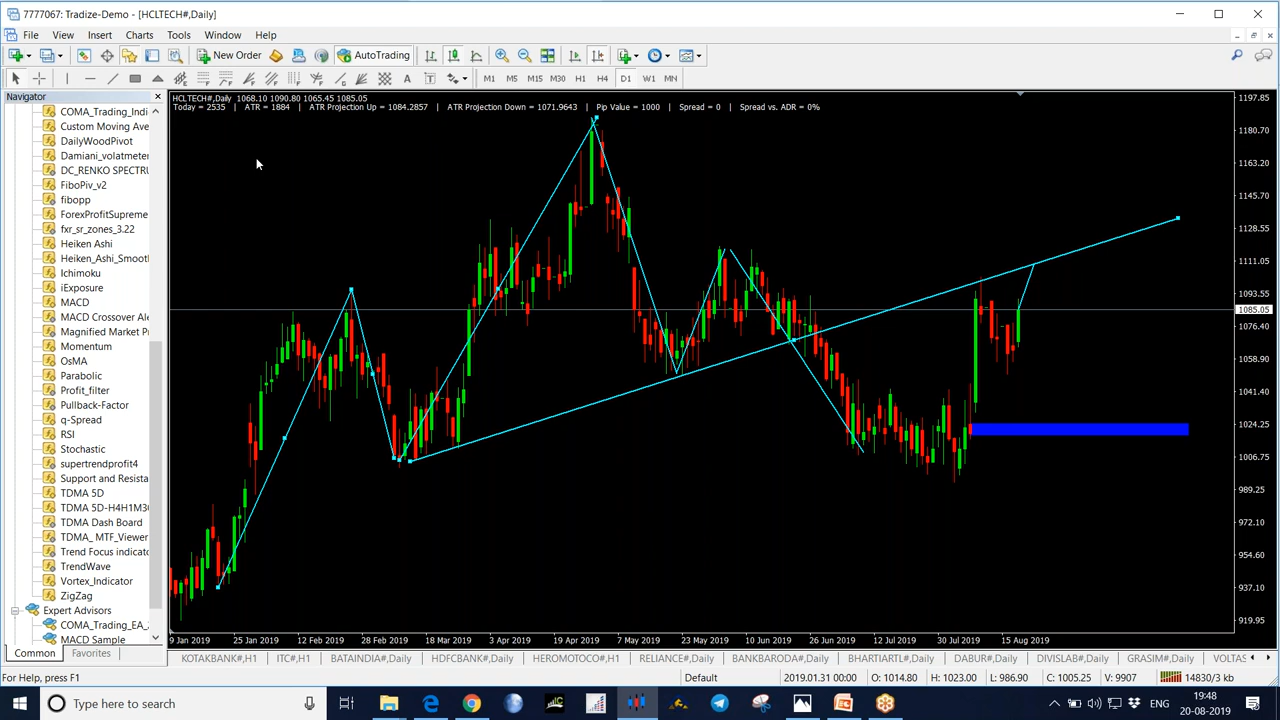 7777067: Tradize-Demo - [HCLTECH#,Daily]
File View Insert Charts Tools Window Help
New Order AutoTrading
A T M1 M5 M15 M30 H1 H4 D1 W1 MN
Navigator
COMA_Trading_Indi
Custom Moving Ave
DailyWoodPivot
Damiani_volatmeter
DC_RENKO SPECTRU
FiboPiv_v2
fibopp
ForexProfitSupreme
fxr_sr_zones_3.22
Heiken Ashi
Heiken_Ashi_Smoot
Ichimoku
iExposure
MACD
MACD Crossover Ale
Magnified Market Pr
Momentum
OsMA
Parabolic
Profit_filter
Pullback-Factor
q-Spread
RSI
Stochastic
supertrendprofit4
Support and Resista
TDMA 5D
TDMA 5D-H4H1M30
TDMA Dash Board
TDMA_ MTF_Viewer
Trend Focus indicato
TrendWave
Vortex_Indicator
ZigZag
Expert Advisors
COMA_Trading_EA_
MACD Sample
Common Favorites
HCLTECH#,Daily 1068.10 1090.80 1065.45 1085.05
Today = 2535 | ATR = 1884 | ATR Projection Up = 1084.2857 | ATR Projection Down = 1071.9643 | Pip Value = 1000 | Spread = 0 | Spread vs. ADR = 0%
1197.85
1180.70
1163.20
1145.70
1128.55
1111.05
1093.55
1085.05
1076.40
1058.90
1041.40
1024.25
1006.75
989.25
972.10
954.60
937.10
919.95
9 Jan 2019 25 Jan 2019 12 Feb 2019 28 Feb 2019 18 Mar 2019 3 Apr 2019 19 Apr 2019 7 May 2019 23 May 2019 10 Jun 2019 26 Jun 2019 12 Jul 2019 30 Jul 2019 15 Aug 2019
KOTAKBANK#,H1 ITC#,H1 BATAINDIA#,Daily HDFCBANK#,Daily HEROMOTOCO#,H1 RELIANCE#,Daily BANKBARODA#,Daily BHARTIARTL#,Daily DABUR#,Daily DIVISLAB#,Daily GRASIM#,Daily VOLTAS
For Help, press F1 Default 2019.01.31 00:00 O: 1014.80 H: 1023.00 L: 986.90 C: 1005.25 V: 9907 14830/3 kb
Type here to search
ENG
19:48
20-08-2019